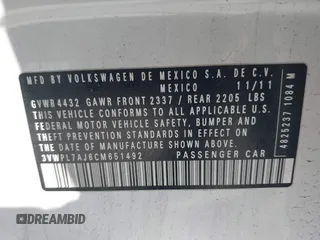 MFD BY VOLKSWAGEN DE MEXICO S.A. DE C.V.
MEXICO 11/11
GVWR4432 GAWR FRONT 2337 / REAR 2205 LBS
THIS VEHICLE CONFORMS TO ALL APPLICABLE U.S.
FEDERAL MOTOR VEHICLE SAFETY, BUMPER AND
THEFT PREVENTION STANDARDS IN EFFECT ON
THE DATE OF MANUFACTURE SHOWN ABOVE.
3VWPL7AJ6CM651492 PASSENGER CAR
4825237 1084 M
DREAMBID